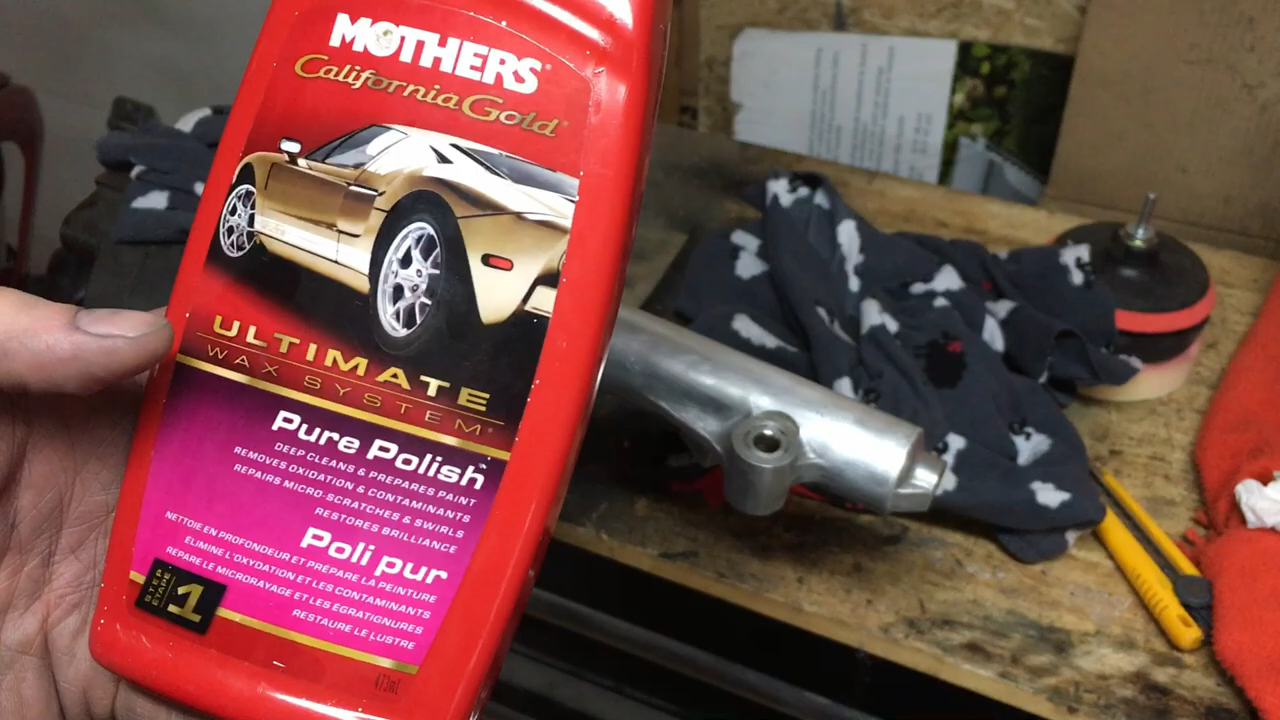 MOTHERS®
California Gold®
ULTIMATE
WAX SYSTEM®
Pure Polish™
DEEP CLEANS & PREPARES PAINT
REMOVES OXIDATION & CONTAMINANTS
REPAIRS MICRO-SCRATCHES & SWIRLS
RESTORES BRILLIANCE
Poli pur
NETTOIE EN PROFONDEUR ET PRÉPARE LA PEINTURE
ÉLIMINE L'OXYDATION ET LES CONTAMINANTS
RÉPARE LE MICRORAYAGE ET LES ÉGRATIGNURES
RESTAURE LE LUSTRE
STEP
ÉTAPE
1
473mL